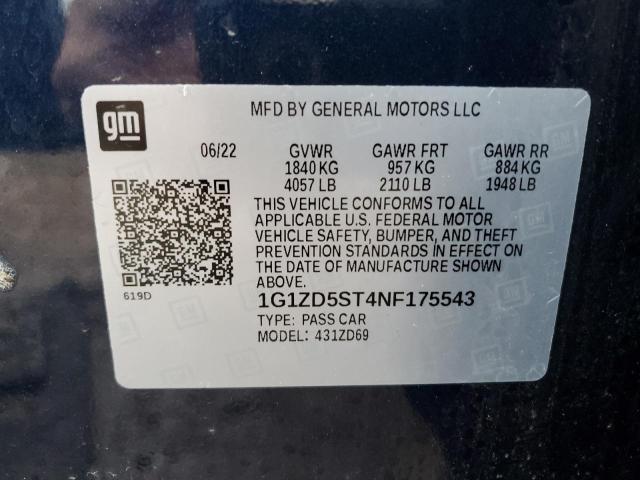 gm
MFD BY GENERAL MOTORS LLC
06/22 GVWR GAWR FRT GAWR RR
1840 KG 957 KG 884 KG
4057 LB 2110 LB 1948 LB
THIS VEHICLE CONFORMS TO ALL
APPLICABLE U.S. FEDERAL MOTOR
VEHICLE SAFETY, BUMPER, AND THEFT
PREVENTION STANDARDS IN EFFECT ON
THE DATE OF MANUFACTURE SHOWN
ABOVE.
619D
1G1ZD5ST4NF175543
TYPE: PASS CAR
MODEL: 431ZD69